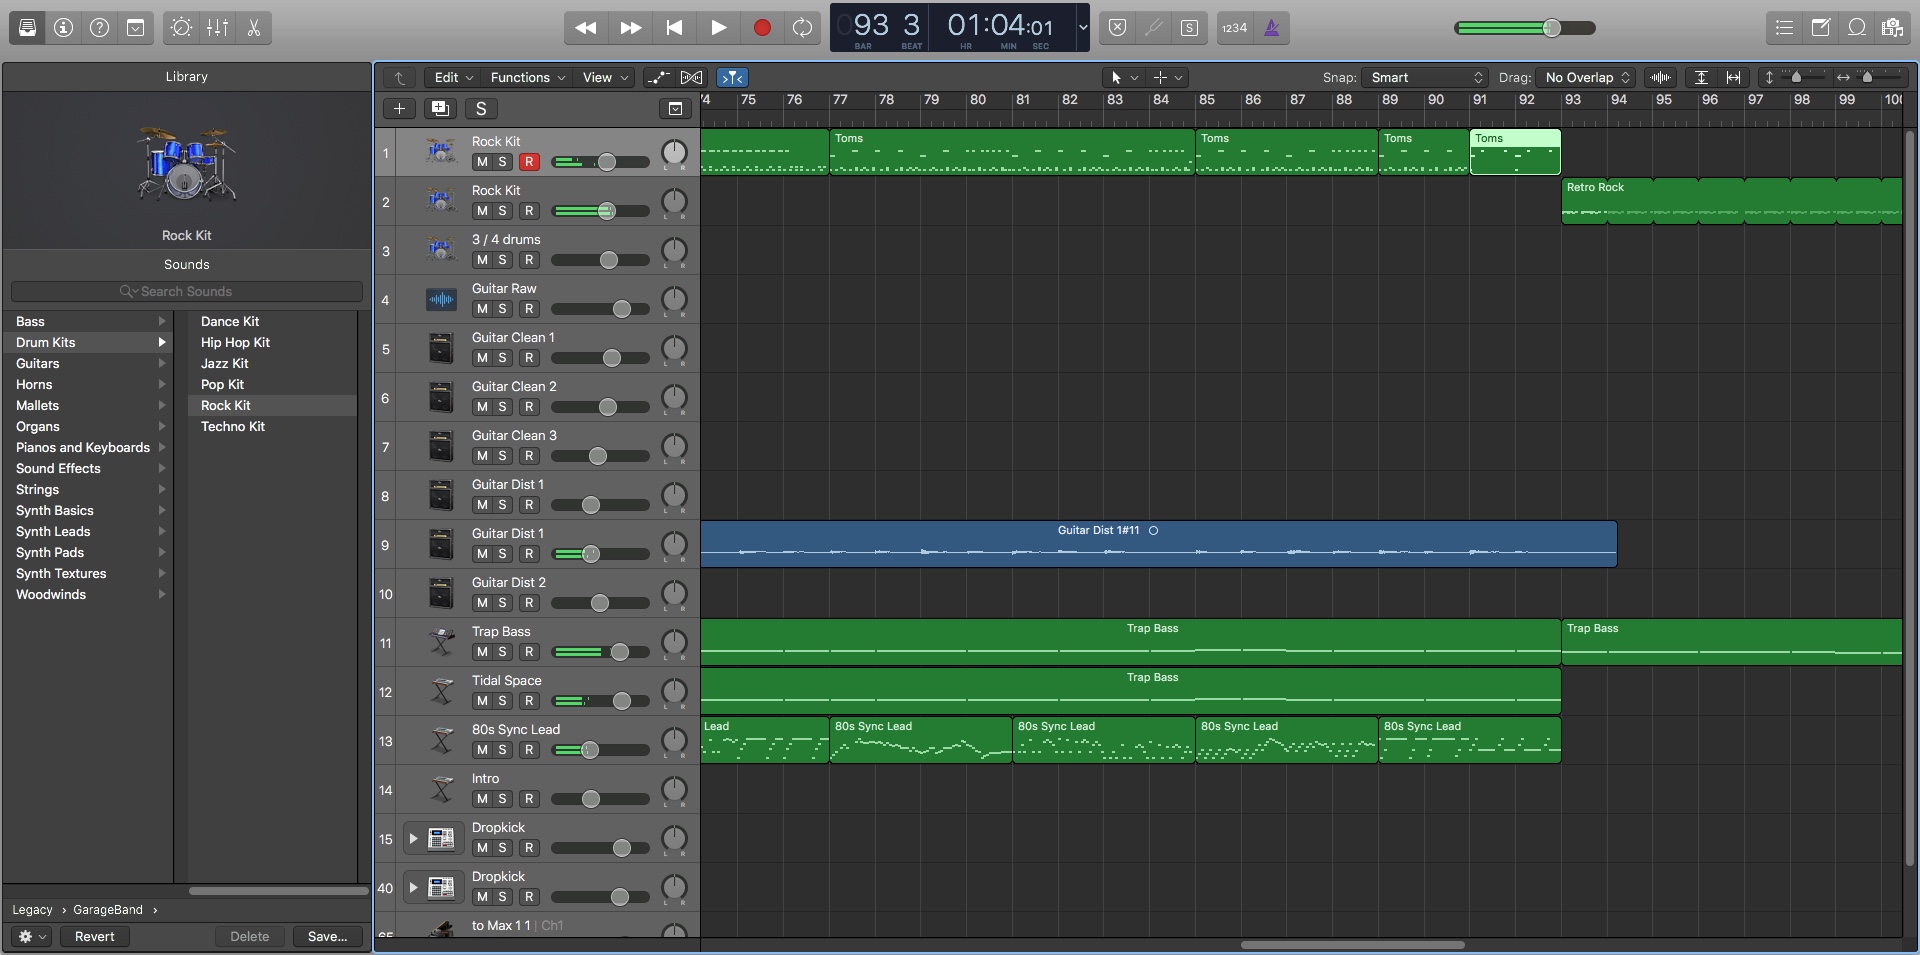 093 3
BAR BEAT
01:04:01
HR MIN SEC
S
1234
Library
Rock Kit
Sounds
Search Sounds
Bass
Drum Kits
Guitars
Horns
Mallets
Organs
Pianos and Keyboards
Sound Effects
Strings
Synth Basics
Synth Leads
Synth Pads
Synth Textures
Woodwinds
Dance Kit
Hip Hop Kit
Jazz Kit
Pop Kit
Rock Kit
Techno Kit
Legacy > GarageBand >
Revert Delete Save...
Edit Functions View
Snap: Smart Drag: No Overlap
S
74 75 76 77 78 79 80 81 82 83 84 85 86 87 88 89 90 91 92 93 94 95 96 97 98 99 100
1 Rock Kit
M S R L R
Toms Toms Toms Toms
2 Rock Kit
M S R L R
Retro Rock
3 3 / 4 drums
M S R L R
4 Guitar Raw
M S R L R
5 Guitar Clean 1
M S R L R
6 Guitar Clean 2
M S R L R
7 Guitar Clean 3
M S R L R
8 Guitar Dist 1
M S R L R
9 Guitar Dist 1
M S R L R
Guitar Dist 1#11
10 Guitar Dist 2
M S R L R
11 Trap Bass
M S R L R
Trap Bass Trap Bass
12 Tidal Space
M S R L R
Trap Bass
13 80s Sync Lead
M S R L R
Lead 80s Sync Lead 80s Sync Lead 80s Sync Lead 80s Sync Lead
14 Intro
M S R L R
15 Dropkick
M S R L R
40 Dropkick
M S R L R
65 to Max 1 1 | Ch1